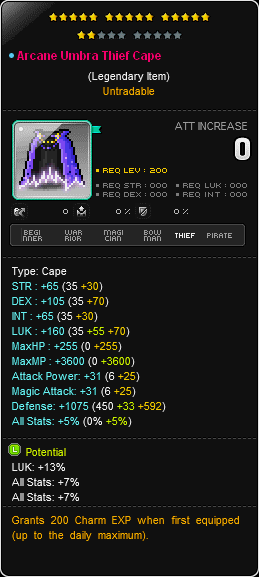 Arcane Umbra Thief Cape
(Legendary Item)
Untradable
ATT INCREASE
0
REQ LEV : 200
REQ STR : 000 REQ LUK : 000
REQ DEX : 000 REQ INT : 000
0 0% 0%
BEGINNER WARRIOR MAGICIAN BOWMAN THIEF PIRATE
Type: Cape
STR : +65 (35 +30)
DEX : +105 (35 +70)
INT : +65 (35 +30)
LUK : +160 (35 +55 +70)
MaxHP : +255 (0 +255)
MaxMP : +3600 (0 +3600)
Attack Power: +31 (6 +25)
Magic Attack: +31 (6 +25)
Defense: +1075 (450 +33 +592)
All Stats: +5% (0% +5%)
L Potential
LUK: +13%
All Stats: +7%
All Stats: +7%
Grants 200 Charm EXP when first equipped
(up to the daily maximum).